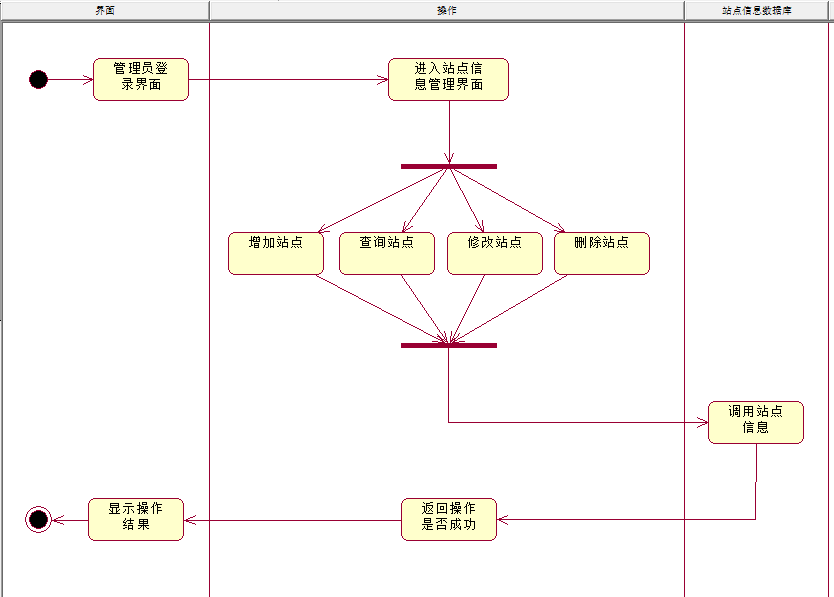 界面
操作
站点信息数据库
管理员登
录界面
进入站点信
息管理界面
增加站点
查询站点
修改站点
删除站点
调用站点
信息
显示操作
结果
返回操作
是否成功